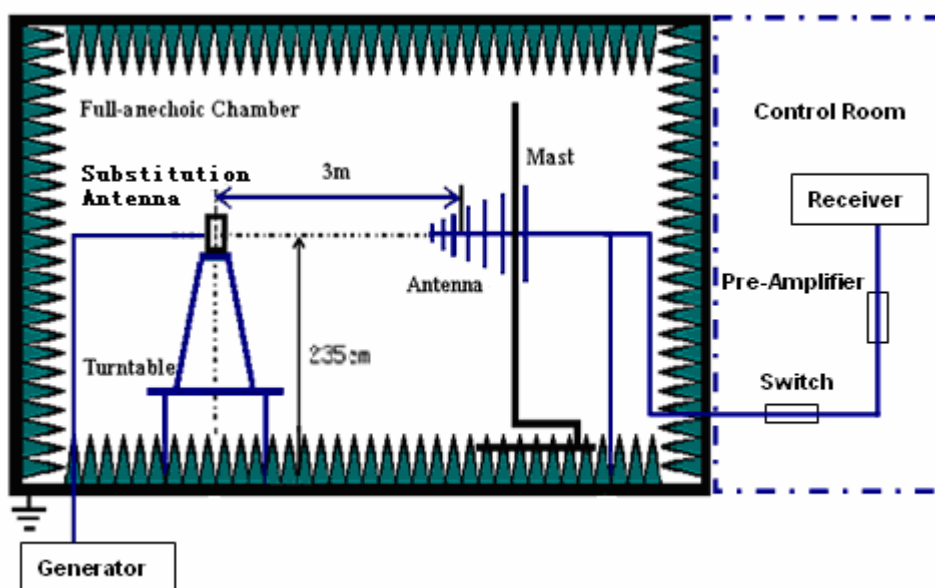 Full-anechoic Chamber
Control Room
Substitution
Antenna
3m
Mast
Receiver
Antenna
Pre-Amplifier
235cm
Turntable
Switch
Generator